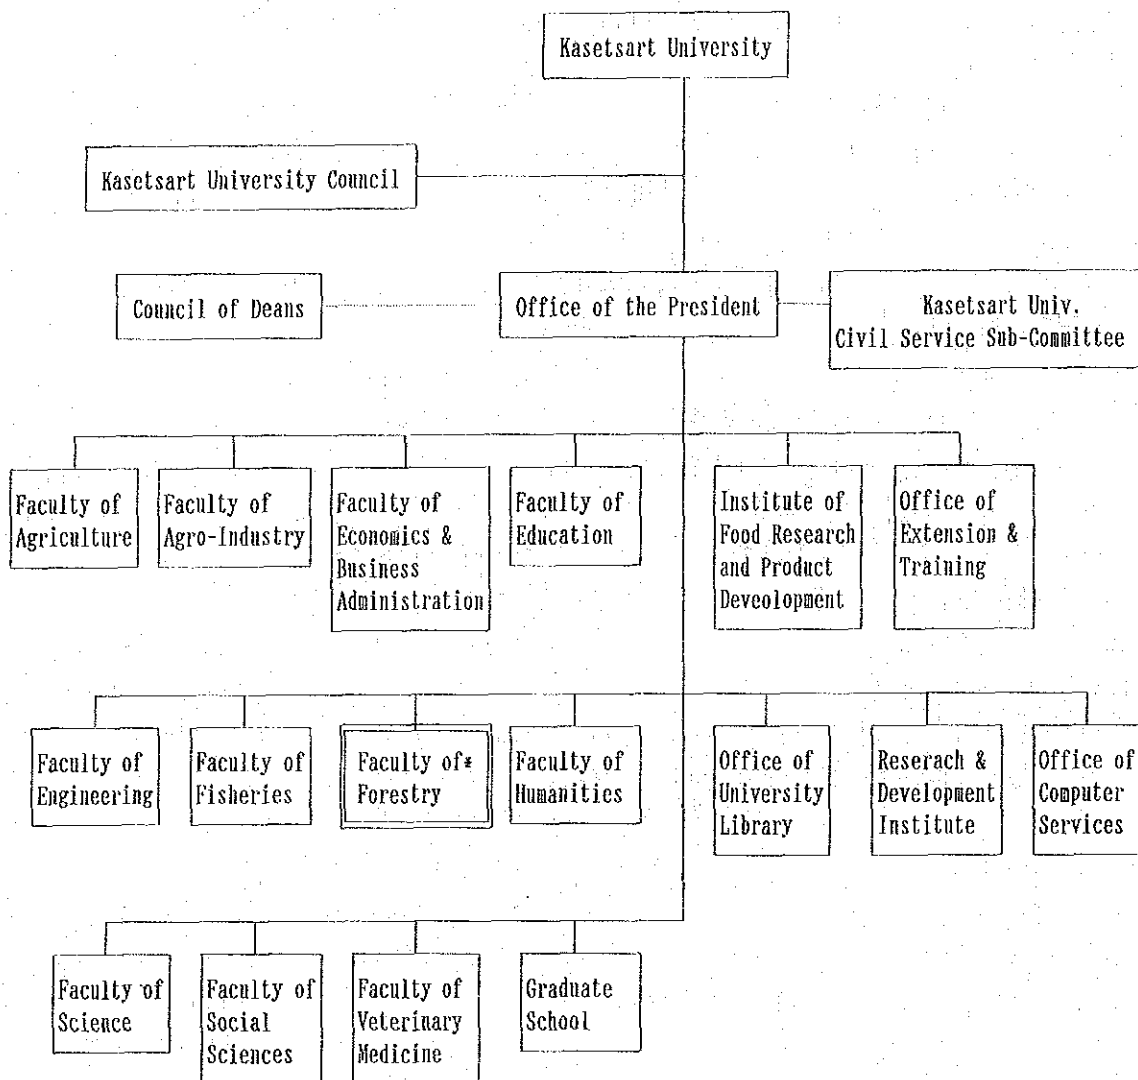 Kasetsart University
Kasetsart University Council
Council of Deans
Office of the President
Kasetsart Univ.
Civil Service Sub-Committee
Faculty of
Agriculture
Faculty of
Agro-Industry
Faculty of
Economics &
Business
Administration
Faculty of
Education
Institute of
Food Research
and Product
Deveolopment
Office of
Extension &
Training
Faculty of
Engineering
Faculty of
Fisheries
Faculty of*
Forestry
Faculty of
Humanitics
Office of
University
Library
Reserach &
Development
Institute
Office of
Computer
Services
Faculty of
Science
Faculty of
Social
Sciences
Faculty of
Veterinary
Medicine
Graduate
School